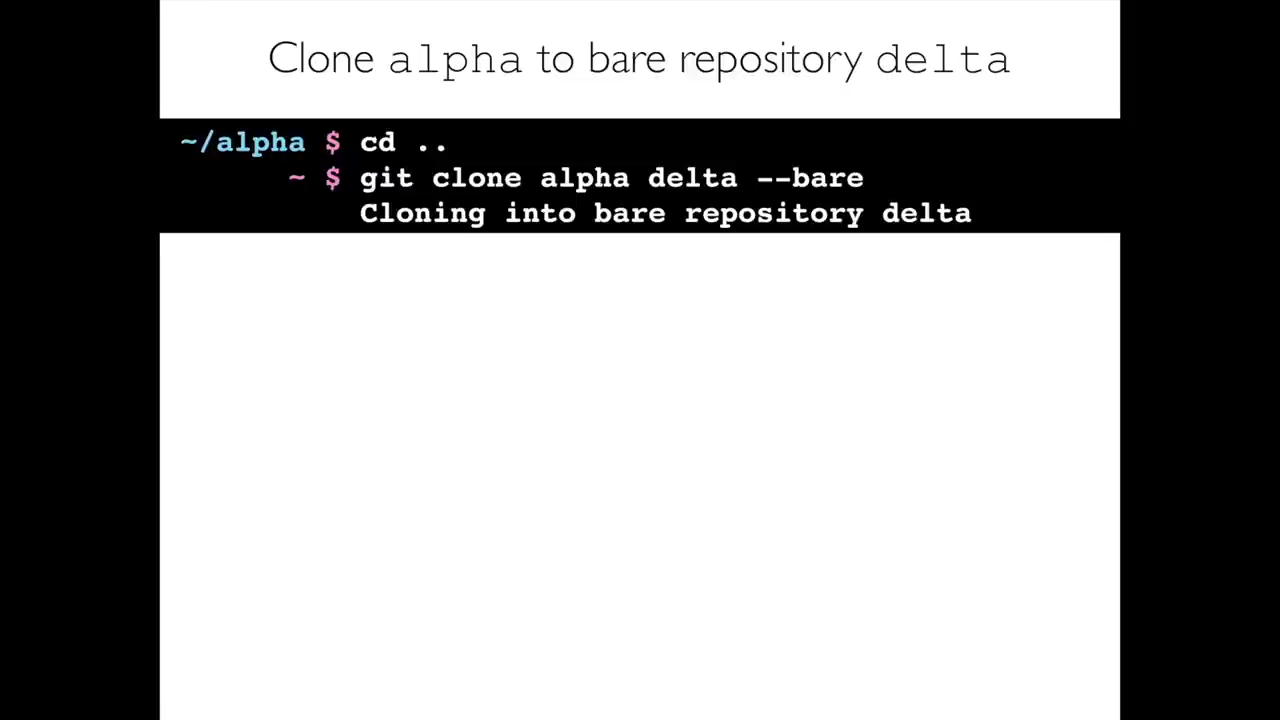 Clone alpha to bare repository delta
~/alpha $ cd ..
~ $ git clone alpha delta --bare
Cloning into bare repository delta